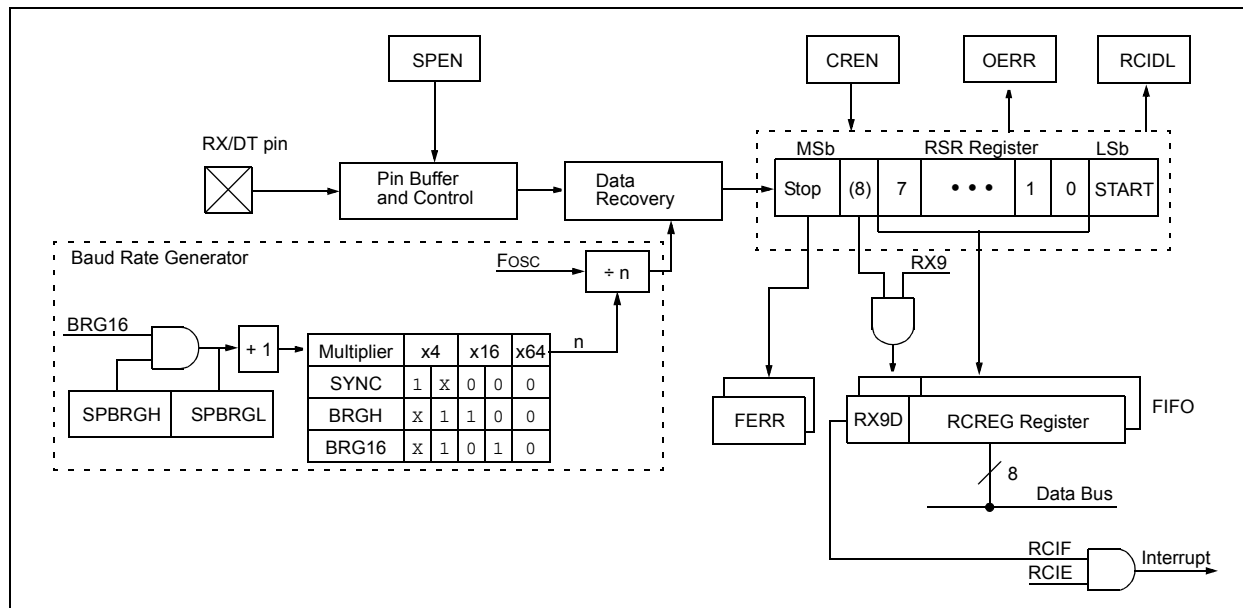 SPEN
CREN
OERR
RCIDL
RX/DT pin
Pin Buffer
and Control
Data
Recovery
MSb
RSR Register
LSb
Stop
(8)
7
• • •
1
0
START
Baud Rate Generator
FOSC
÷ n
RX9
BRG16
+ 1
n
SPBRGH
SPBRGL
Multiplier x4 x16 x64
SYNC 1 X 0 0 0
BRGH X 1 1 0 0
BRG16 X 1 0 1 0
FERR
RX9D
RCREG Register
FIFO
8
Data Bus
RCIF
RCIE
Interrupt